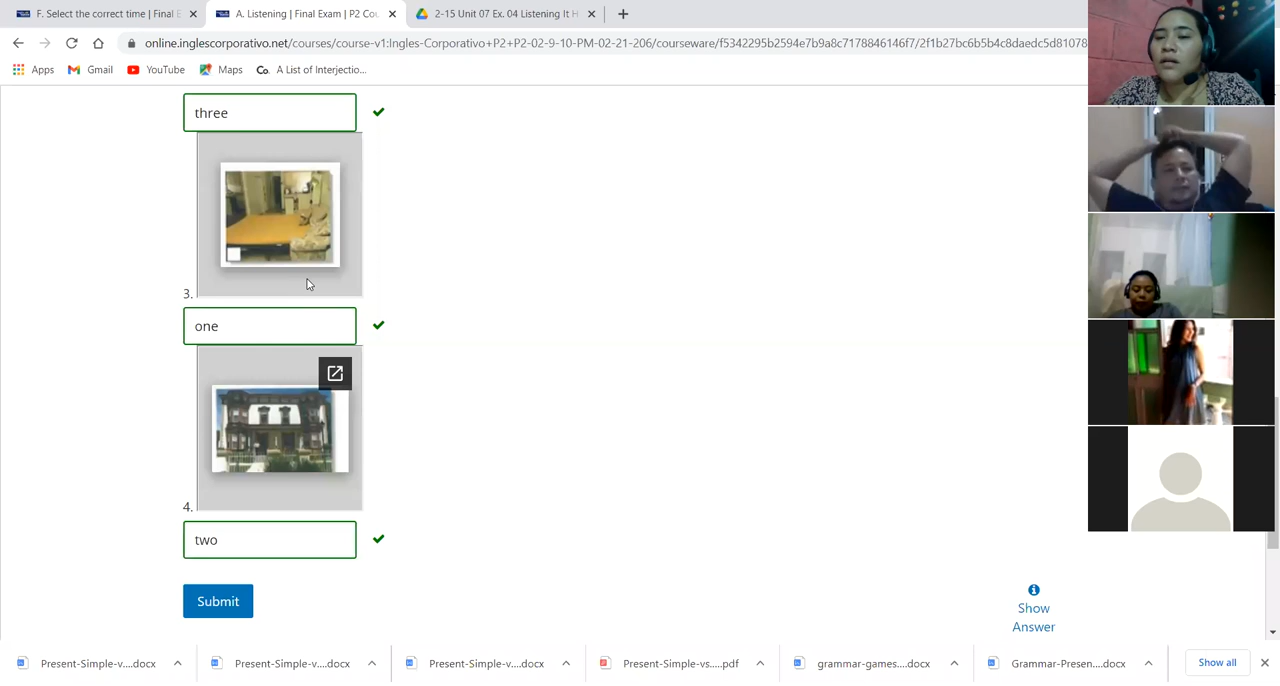 F. Select the correct time | Final E
A. Listening | Final Exam | P2 Cou
2-15 Unit 07 Ex. 04 Listening It H
online.inglescorporativo.net/courses/course-v1:Ingles-Corporativo+P2+P2-02-9-10-PM-02-21-206/courseware/f5342295b2594e7b9a8c7178846146f7/2f1b27bc6b5b4c8daedc5d81078
Apps
Gmail
YouTube
Maps
Co.
A List of Interjectio...
three
3.
one
4.
two
Submit
Show
Answer
Present-Simple-v....docx
Present-Simple-v....docx
Present-Simple-v....docx
Present-Simple-vs.....pdf
grammar-games....docx
Grammar-Presen....docx
Show all